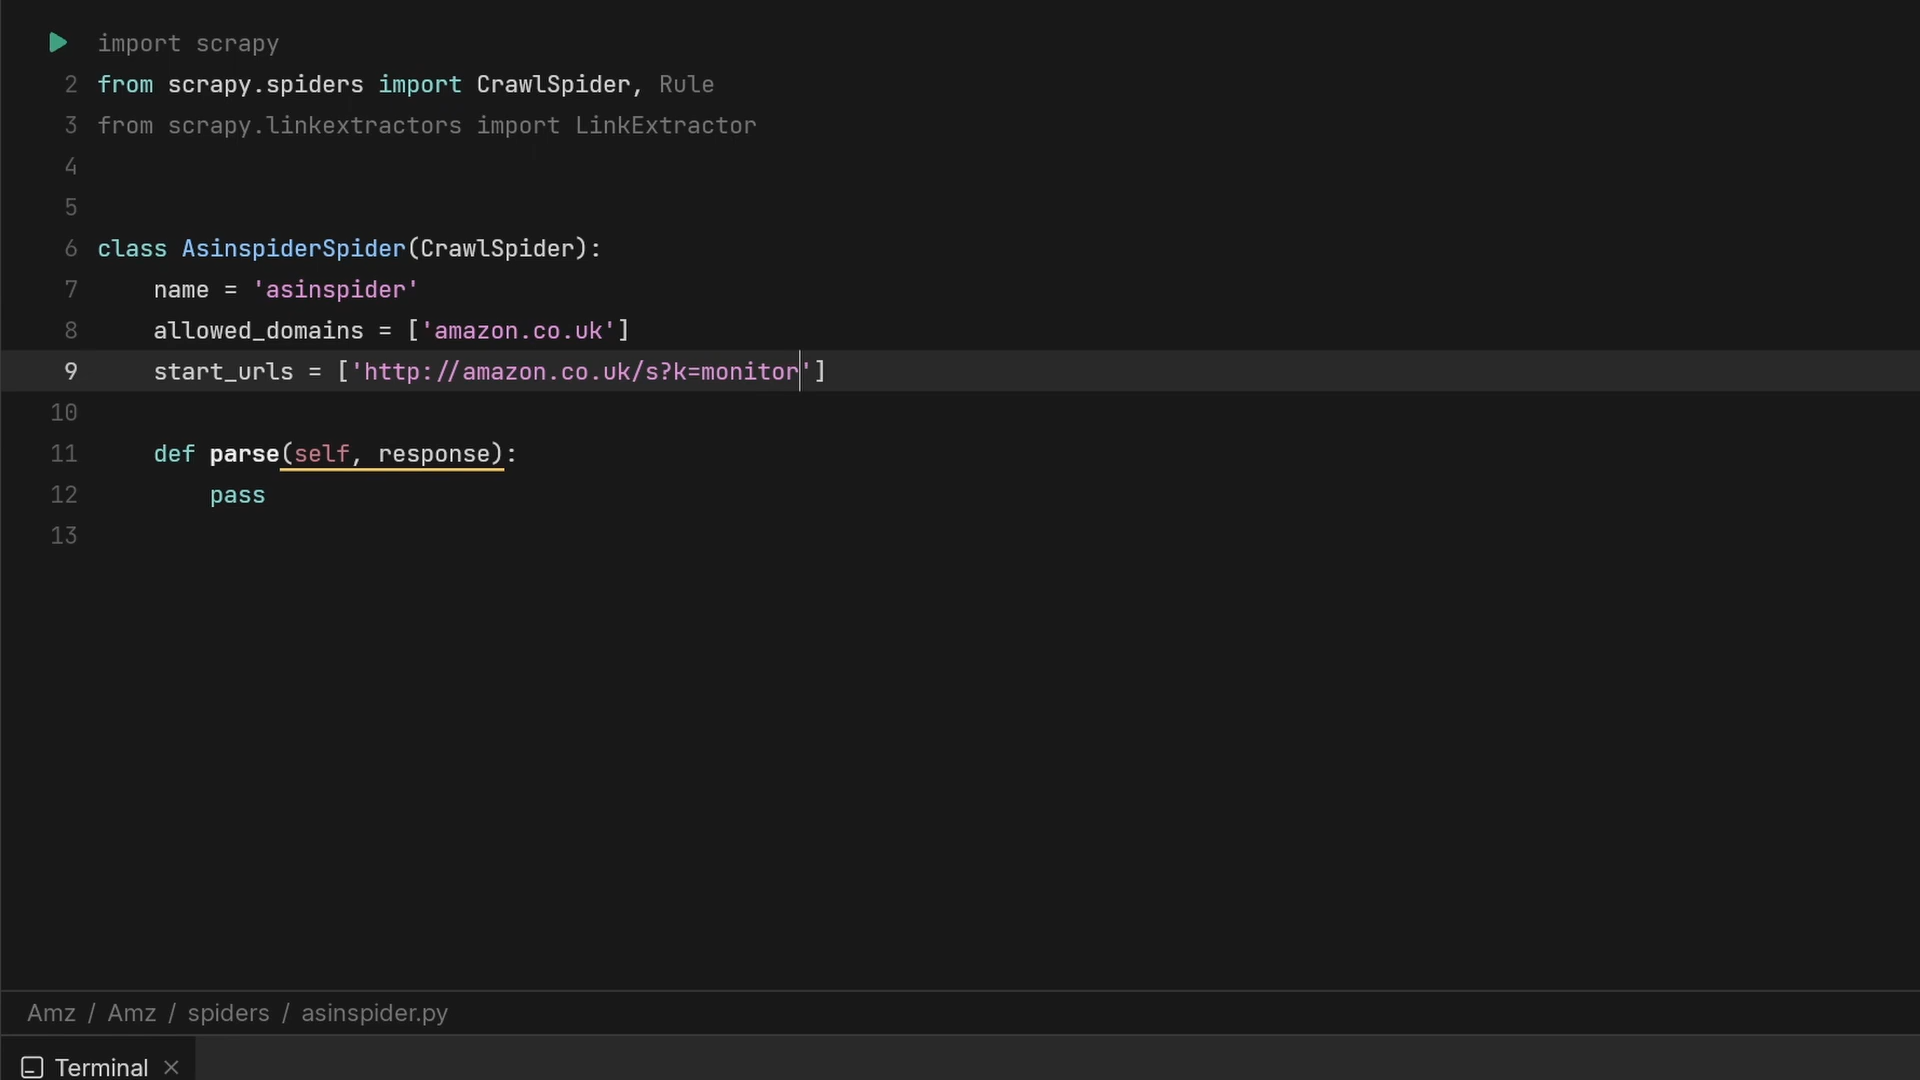 import scrapy
2 from scrapy.spiders import CrawlSpider, Rule
3 from scrapy.linkextractors import LinkExtractor
4
5
6 class AsinspiderSpider(CrawlSpider):
7     name = 'asinspider'
8     allowed_domains = ['amazon.co.uk']
9     start_urls = ['http://amazon.co.uk/s?k=monitor']
10
11     def parse(self, response):
12         pass
13
Amz / Amz / spiders / asinspider.py
Terminal ×